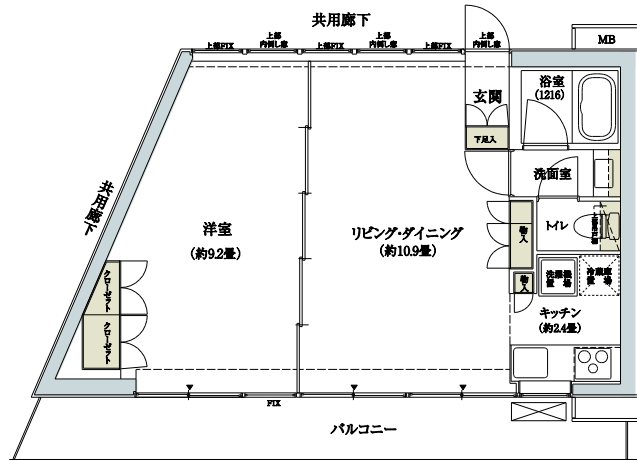 共用廊下
上部FIX
上部
内倒し窓
上部FIX
上部
内倒し窓
上部FIX
上部
内倒し窓
MB
玄関
浴室
(1216)
下足入
洗面室
共用廊下
洋室
(約9.2畳)
リビング・ダイニング
(約10.9畳)
物入
トイレ
上部吊戸棚
物入
洗濯機
置場
冷蔵庫
置場
クローゼット
クローゼット
キッチン
(約2.4畳)
FIX
バルコニー